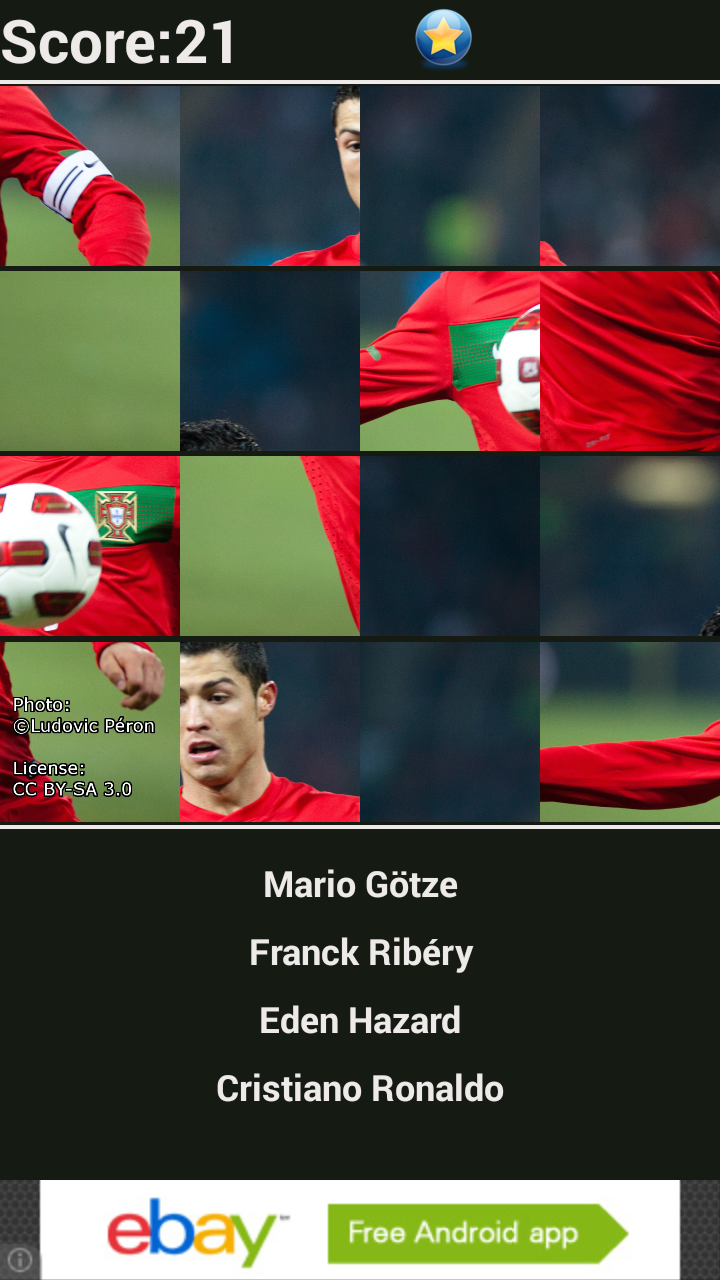 Score:21
Photo:
©Ludovic Péron
License:
CC BY-SA 3.0
Mario Götze
Franck Ribéry
Eden Hazard
Cristiano Ronaldo
ebay™ Free Android app